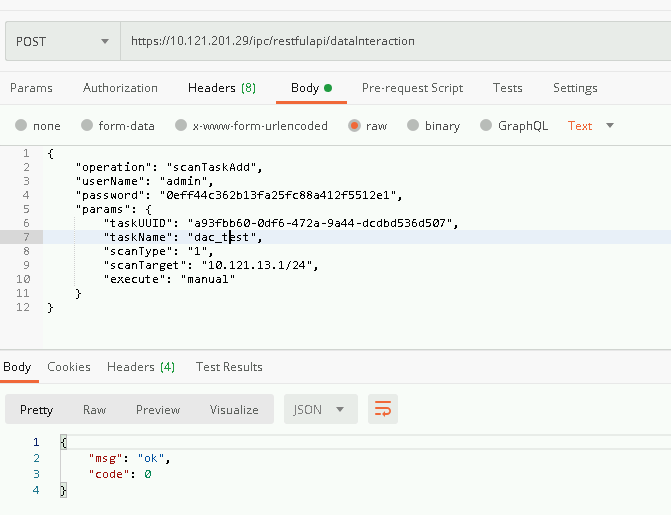 POST https://10.121.201.29/ipc/restfulapi/dataInteraction
Params Authorization Headers (8) Body Pre-request Script Tests Settings
none form-data x-www-form-urlencoded raw binary GraphQL Text
1 {
2 "operation": "scanTaskAdd",
3 "userName": "admin",
4 "password": "0eff44c362b13fa25fc88a412f5512e1",
5 "params": {
6 "taskUUID": "a93fbb60-0df6-472a-9a44-dcdbd536d507",
7 "taskName": "dac_test",
8 "scanType": "1",
9 "scanTarget": "10.121.13.1/24",
10 "execute": "manual"
11 }
12 }
Body Cookies Headers (4) Test Results
Pretty Raw Preview Visualize JSON
1 {
2 "msg": "ok",
3 "code": 0
4 }